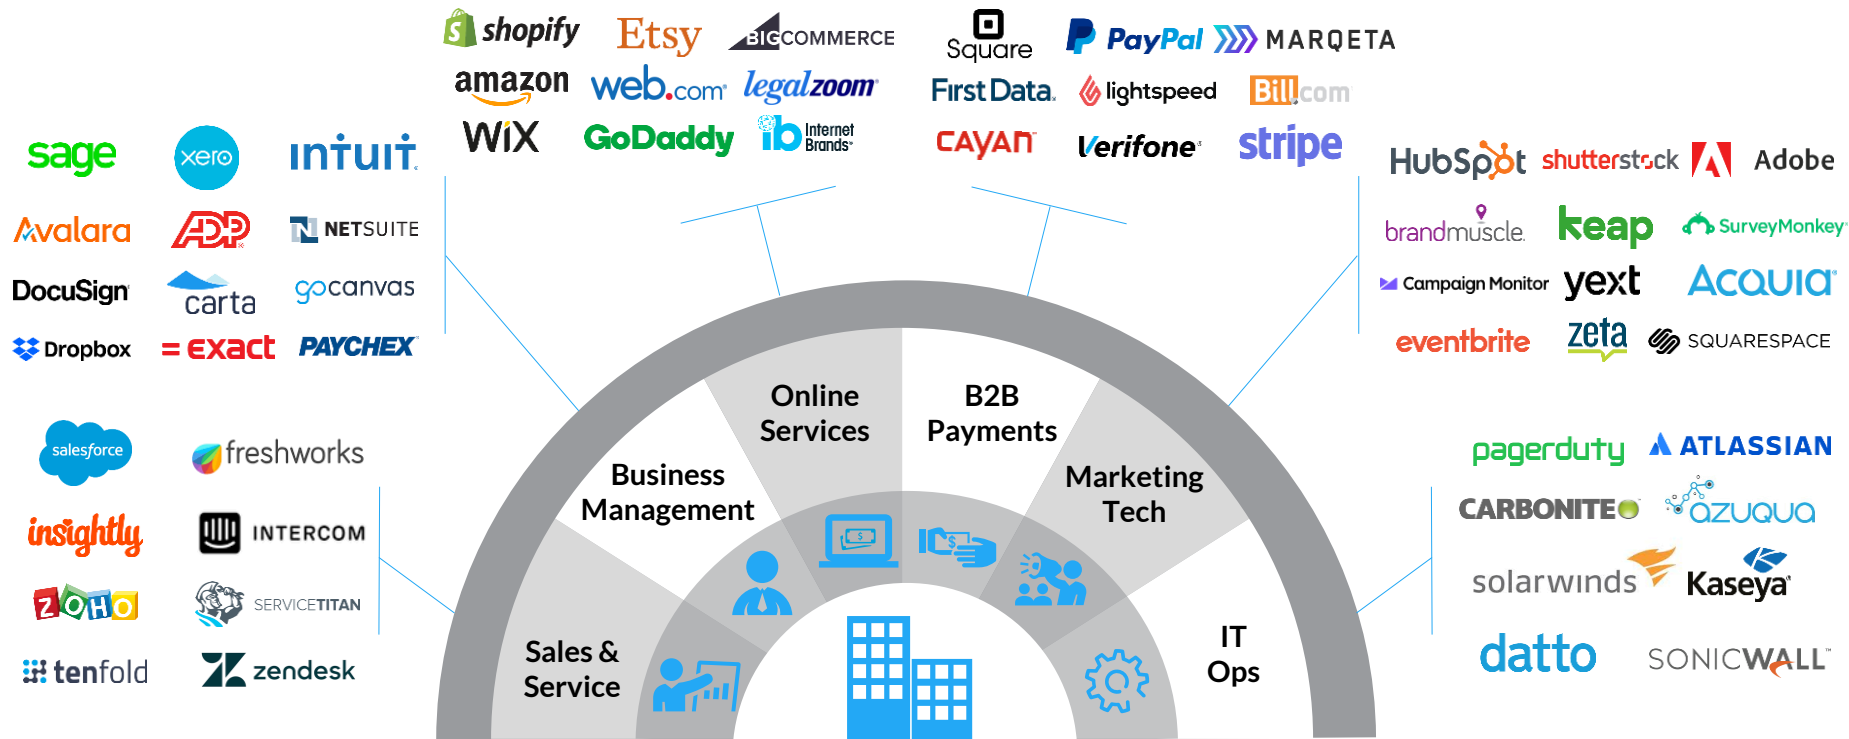 shopify
Etsy
BIGCOMMERCE
amazon
web.com
legalzoom
WiX
GoDaddy
ib Internet Brands
Square
PayPal
MARQETA
First Data
lightspeed
Bill.com
CAYAN
Verifone
stripe
sage
xero
intuit
Avalara
ADP
NETSUITE
DocuSign
carta
gocanvas
Dropbox
= exact
PAYCHEX
HubSpot
shutterstock
Adobe
brandmuscle
keap
SurveyMonkey
Campaign Monitor
yext
ACQUIA
eventbrite
zeta
SQUARESPACE
salesforce
freshworks
insightly
INTERCOM
ZOHO
SERVICETITAN
tenfold
zendesk
pagerduty
ATLASSIAN
CARBONITE
azuqua
solarwinds
Kaseya
datto
SONICWALL
Sales &
Service
Business
Management
Online
Services
B2B
Payments
Marketing
Tech
IT
Ops